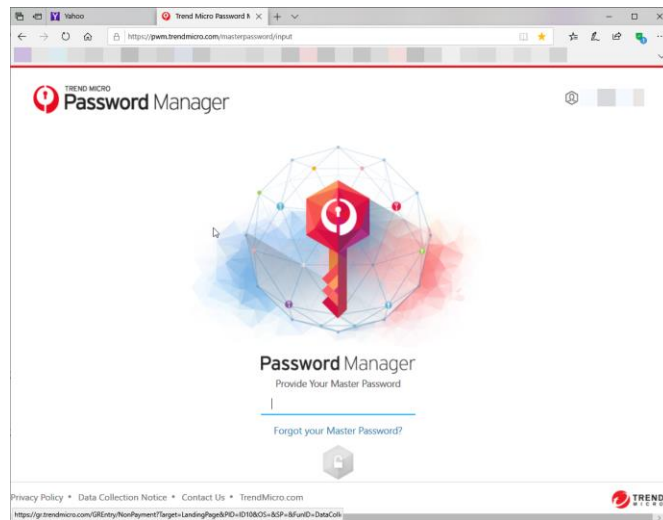 Yahoo
Trend Micro Password M
https://pwm.trendmicro.com/masterpassword/input
TREND MICRO
Password Manager
Password Manager
Provide Your Master Password
Forgot your Master Password?
Privacy Policy • Data Collection Notice • Contact Us • TrendMicro.com
TREND
MICRO
https://gr.trendmicro.com/GREntry/NonPayment?Target=LandingPage&PID=ID10&OS=&SP=&FunID=DataColl